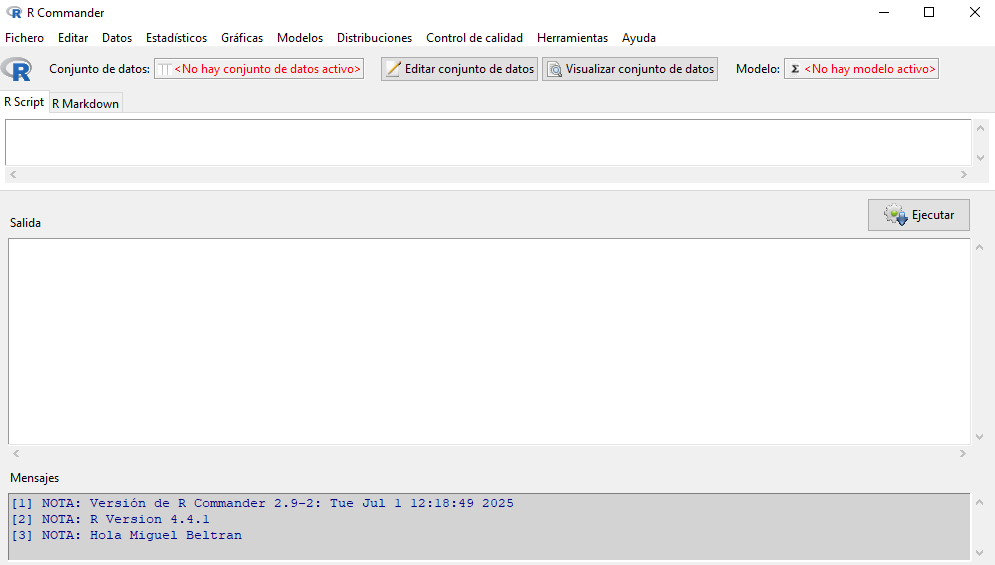 R Commander
Fichero Editar Datos Estadísticos Gráficas Modelos Distribuciones Control de calidad Herramientas Ayuda
R Conjunto de datos: <No hay conjunto de datos activo> Editar conjunto de datos Visualizar conjunto de datos Modelo: Σ <No hay modelo activo>
R Script R Markdown
Ejecutar
Salida
Mensajes
[1] NOTA: Versión de R Commander 2.9-2: Tue Jul 1 12:18:49 2025
[2] NOTA: R Version 4.4.1
[3] NOTA: Hola Miguel Beltran